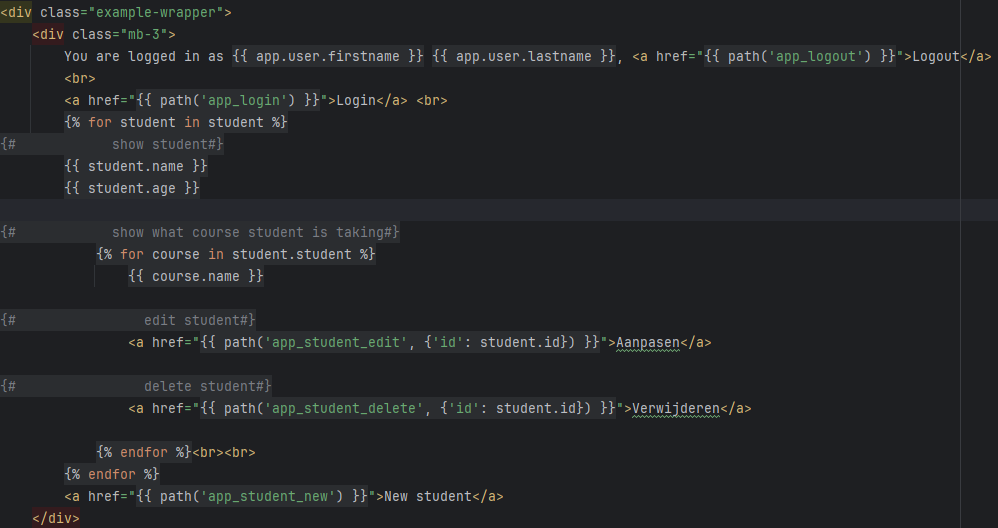 <div class="example-wrapper">
<div class="mb-3">
You are logged in as {{ app.user.firstname }} {{ app.user.lastname }}, <a href="{{ path('app_logout') }}">Logout</a>
<br>
<a href="{{ path('app_login') }}">Login</a> <br>
{% for student in student %}
{# show student#}
{{ student.name }}
{{ student.age }}
{# show what course student is taking#}
{% for course in student.student %}
{{ course.name }}
{# edit student#}
<a href="{{ path('app_student_edit', {'id': student.id}) }}">Aanpasen</a>
{# delete student#}
<a href="{{ path('app_student_delete', {'id': student.id}) }}">Verwijderen</a>
{% endfor %}<br><br>
{% endfor %}
<a href="{{ path('app_student_new') }}">New student</a>
</div>